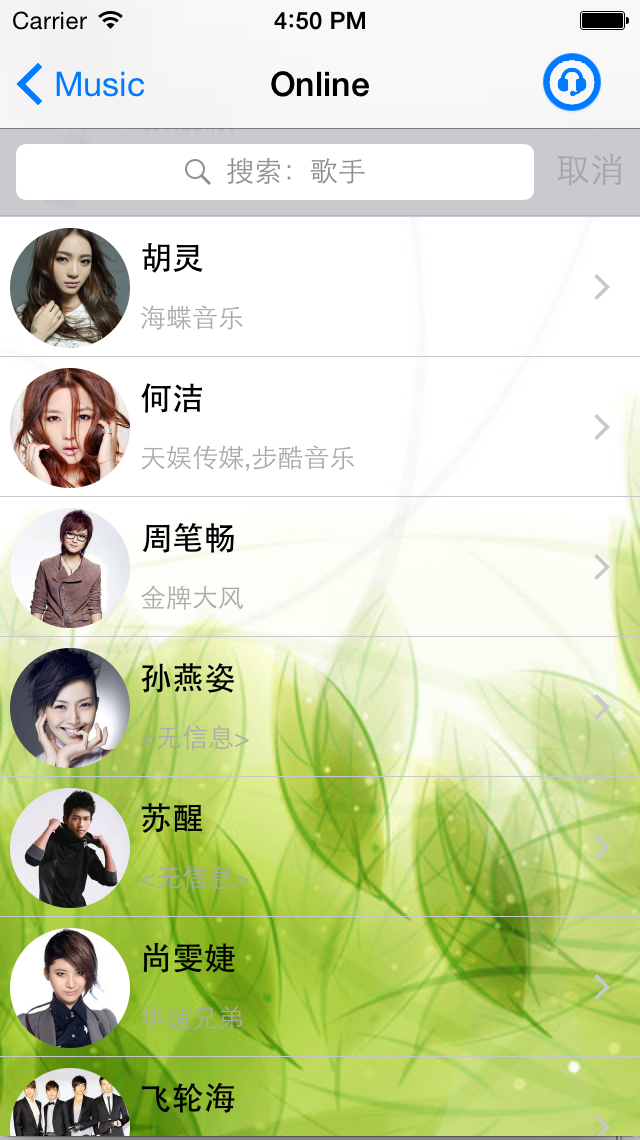 Carrier 4:50 PM
Music Online
搜索：歌手 取消
胡灵
海蝶音乐
何洁
天娱传媒,步酷音乐
周笔畅
金牌大风
孙燕姿
<无信息>
苏醒
<无信息>
尚雯婕
华谊兄弟
飞轮海